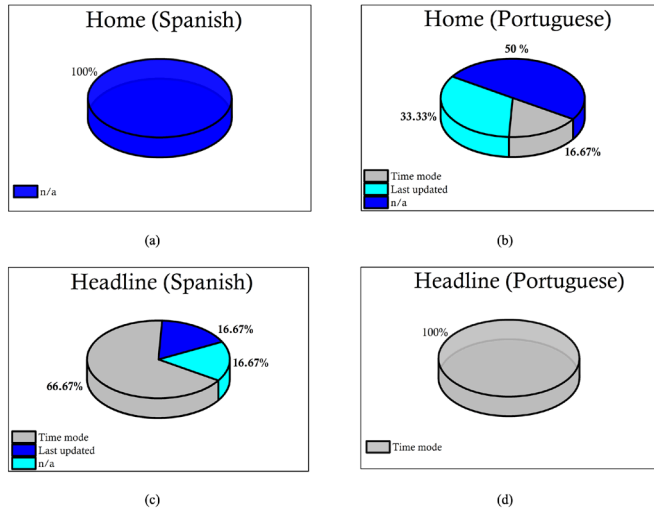 Home (Spanish)
100%
n/a
(a)
Home (Portuguese)
50 %
33.33%
16.67%
Time mode
Last updated
n/a
(b)
Headline (Spanish)
16.67%
16.67%
66.67%
Time mode
Last updated
n/a
(c)
Headline (Portuguese)
100%
Time mode
(d)